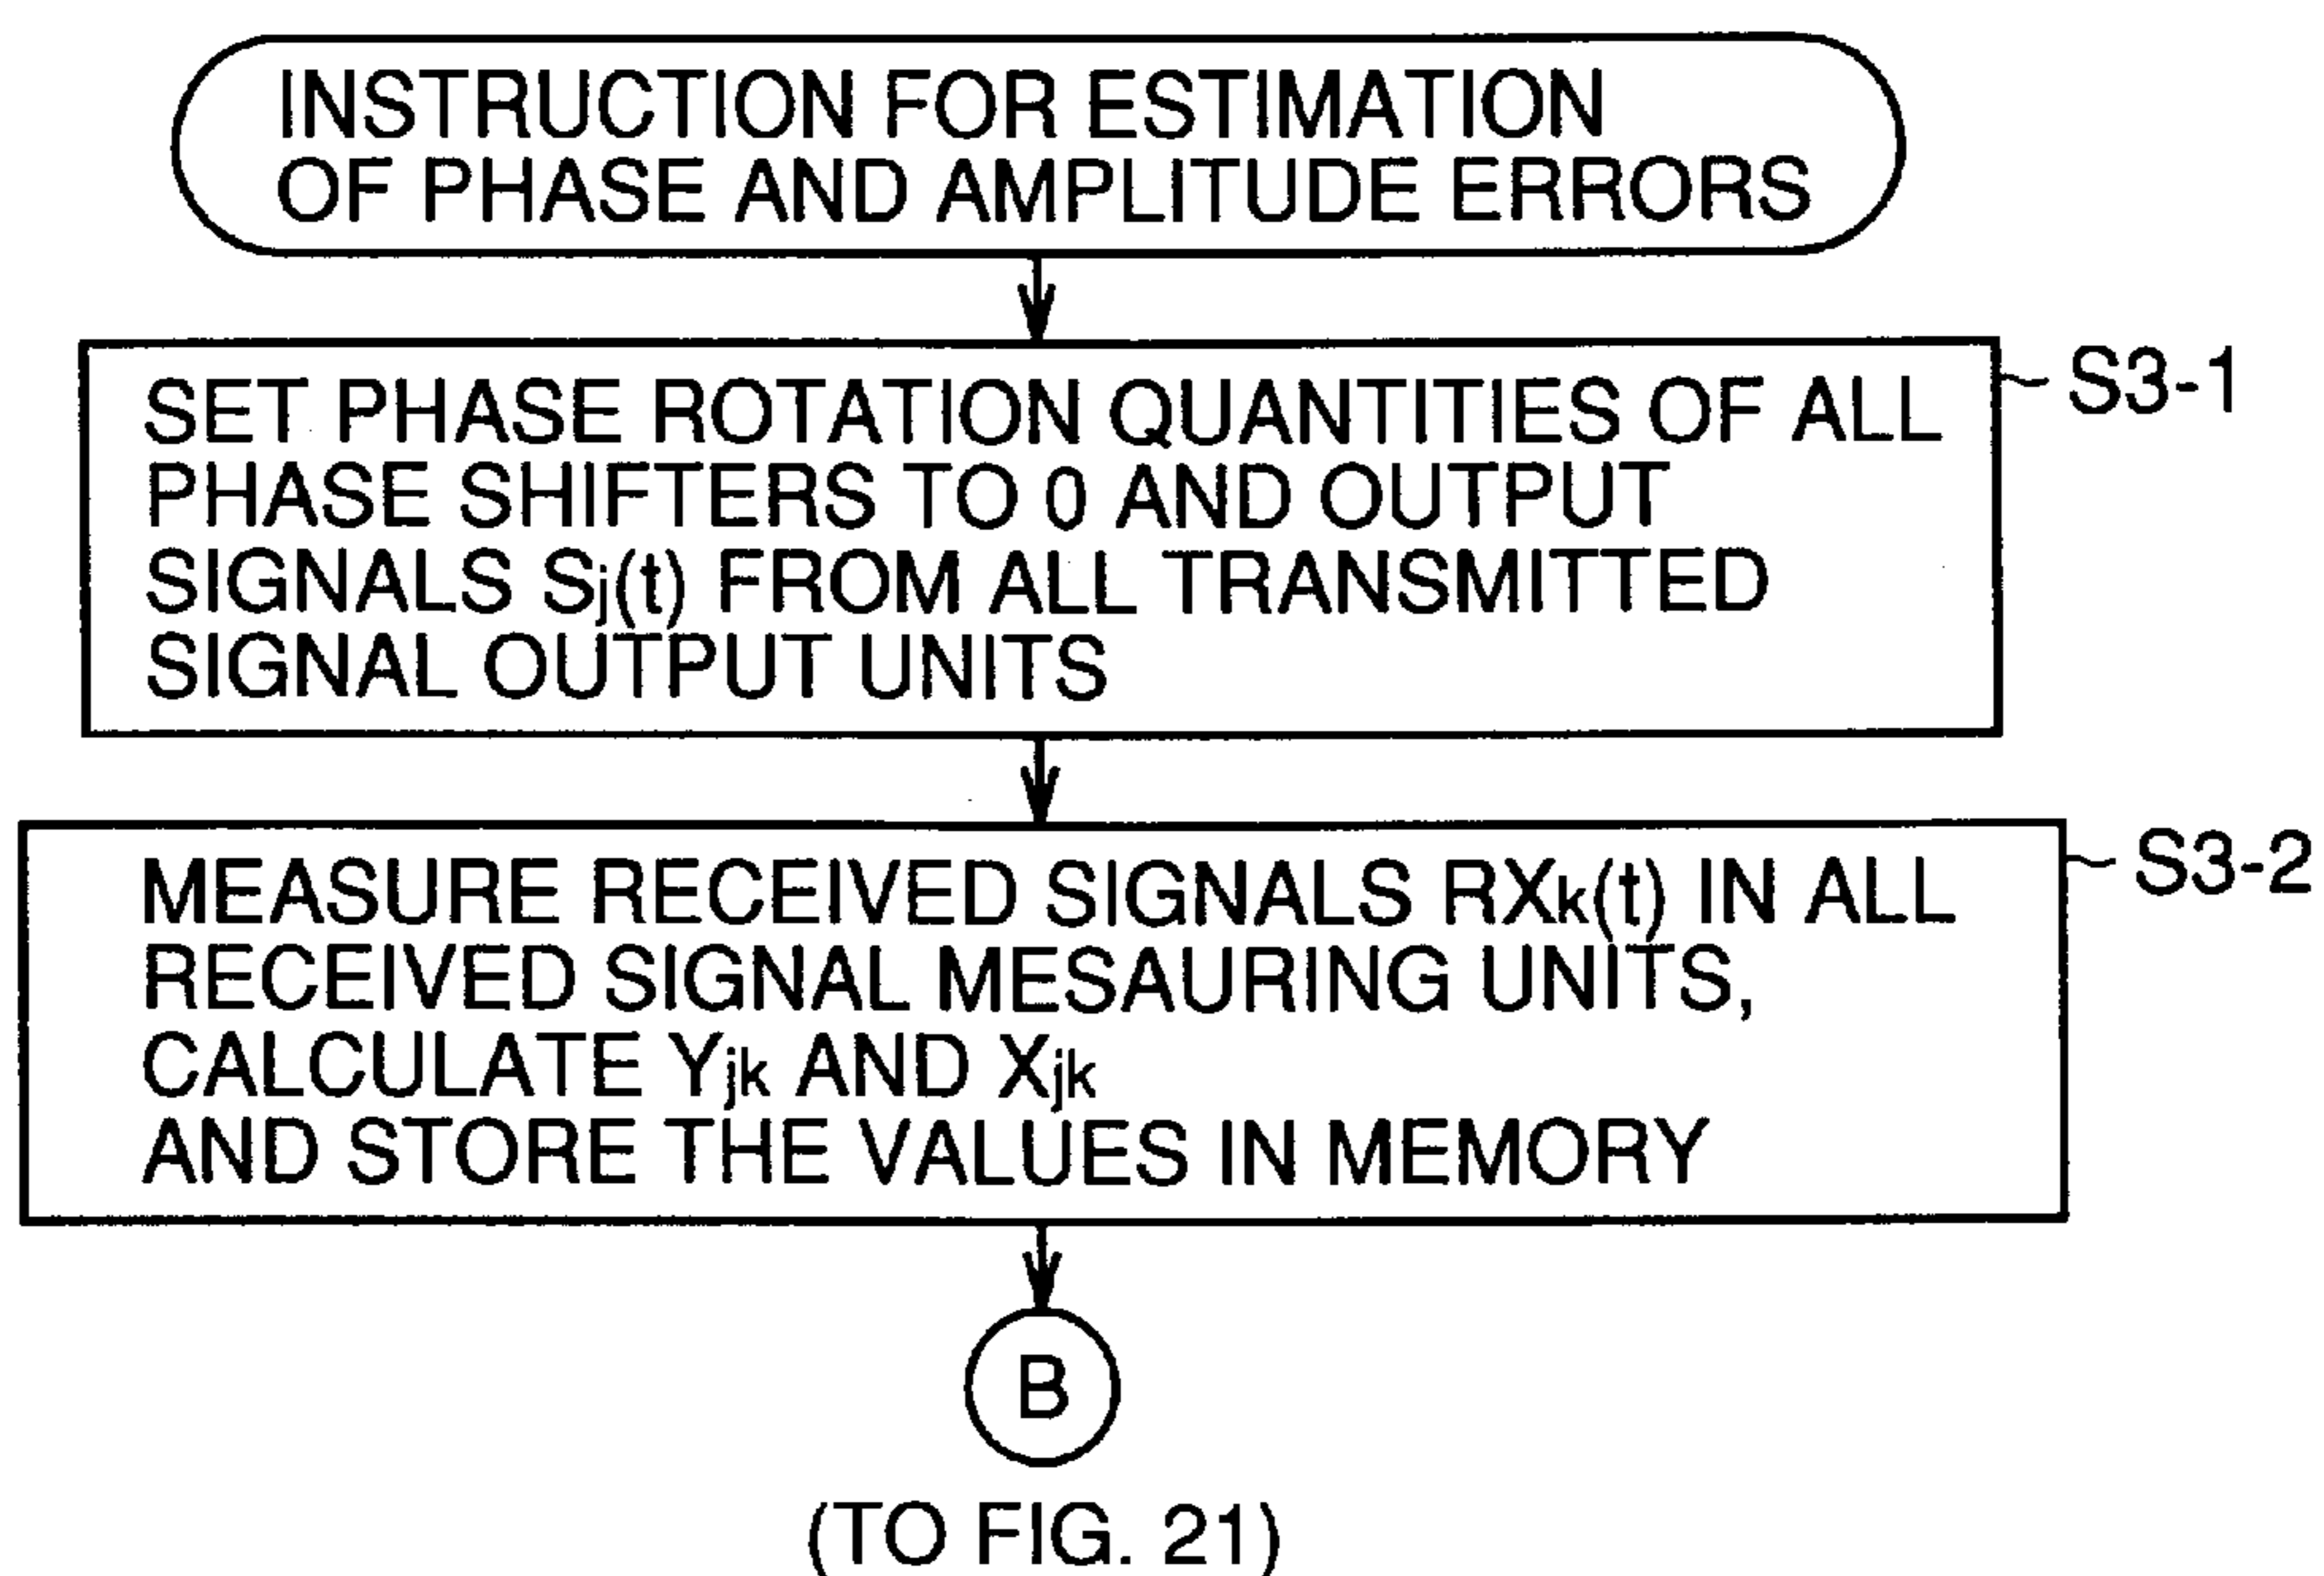 INSTRUCTION FOR ESTIMATION
OF PHASE AND AMPLITUDE ERRORS
SET PHASE ROTATION QUANTITIES OF ALL
PHASE SHIFTERS TO 0 AND OUTPUT
SIGNALS Sj(t) FROM ALL TRANSMITTED
SIGNAL OUTPUT UNITS
S3-1
MEASURE RECEIVED SIGNALS RXk(t) IN ALL
RECEIVED SIGNAL MESAURING UNITS,
CALCULATE Yjk AND Xjk
AND STORE THE VALUES IN MEMORY
S3-2
B
(TO FIG. 21)